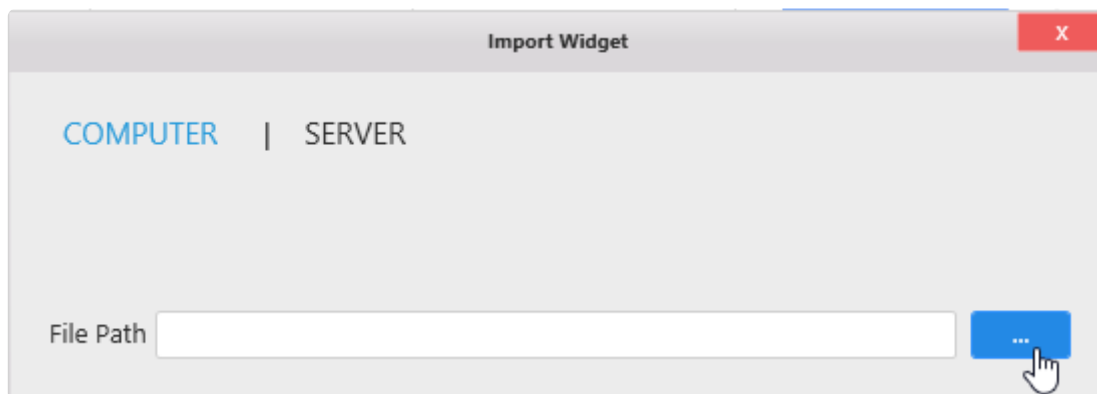 Import Widget
X
COMPUTER | SERVER
File Path
...